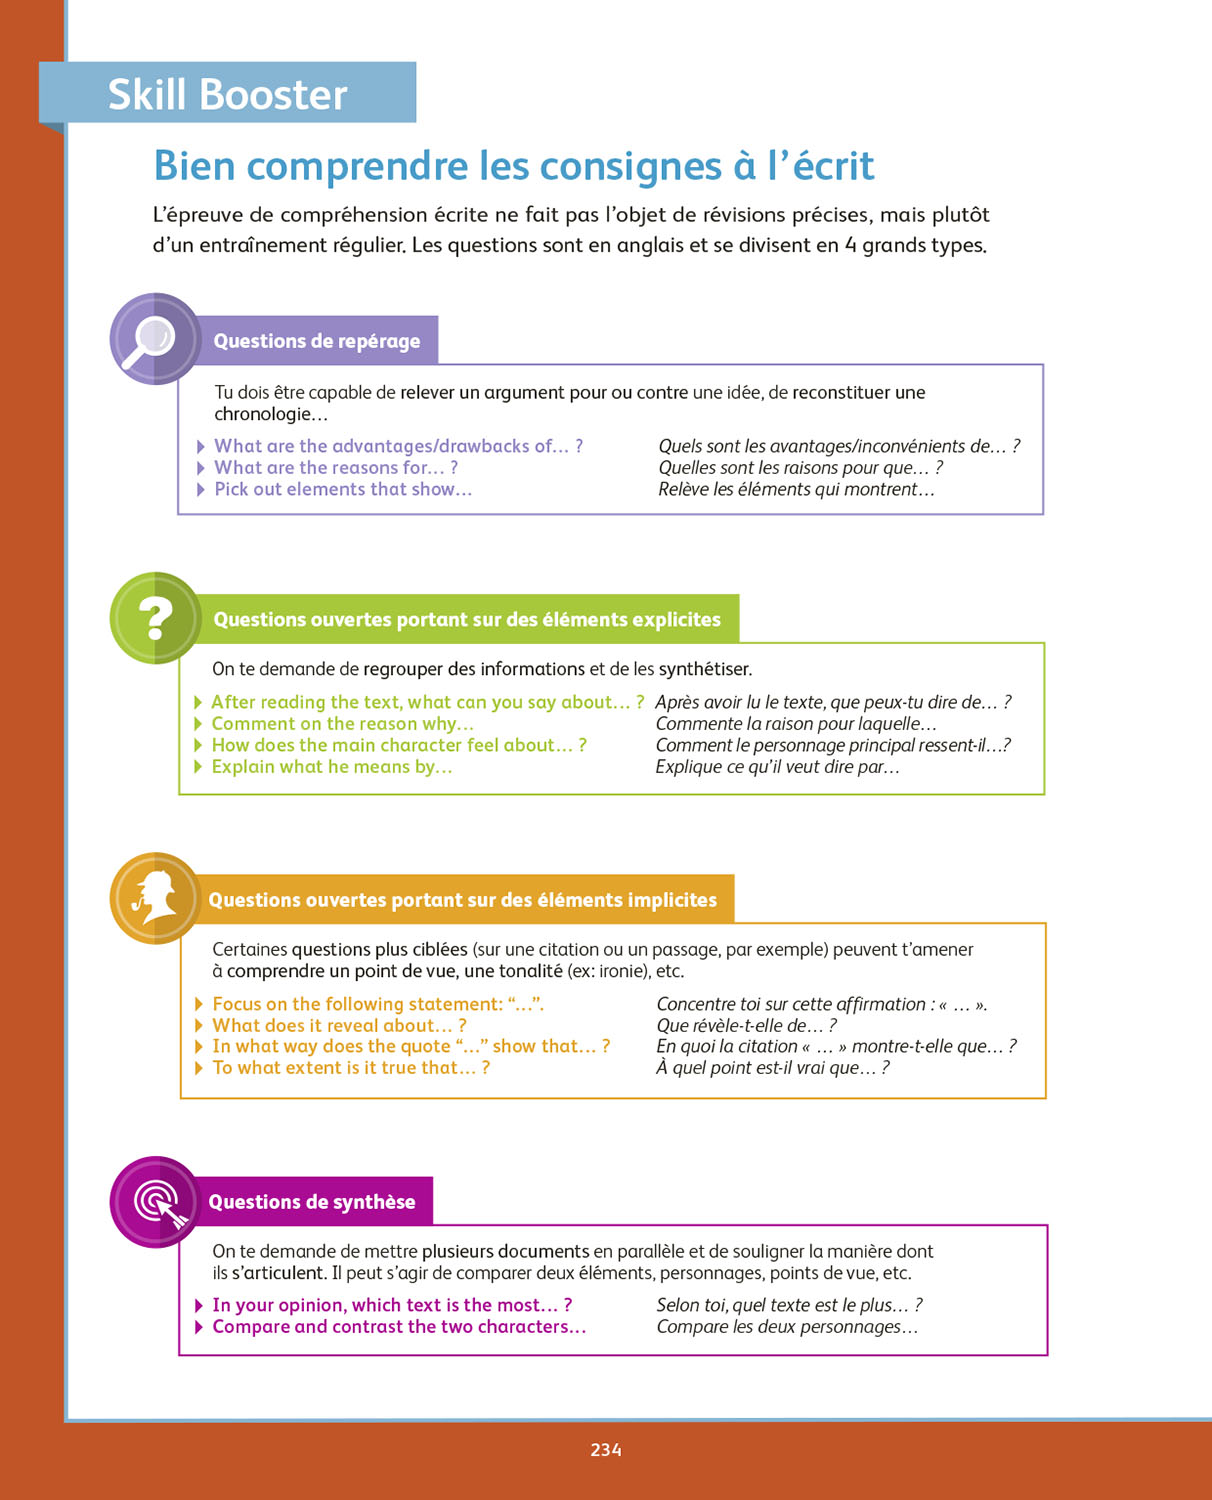 Skill Booster
Bien comprendre les consignes à l’écrit
L’épreuve de compréhension écrite ne fait pas l’objet de révisions précises, mais plutôt
d’un entraînement régulier. Les questions sont en anglais et se divisent en 4 grands types.
Questions de repérage
Tu dois être capable de relever un argument pour ou contre une idée, de reconstituer une
chronologie…
What are the advantages/drawbacks of… ? Quels sont les avantages/inconvénients de… ?
What are the reasons for… ? Quelles sont les raisons pour que… ?
Pick out elements that show… Relève les éléments qui montrent…
Questions ouvertes portant sur des éléments explicites
On te demande de regrouper des informations et de les synthétiser.
After reading the text, what can you say about… ? Après avoir lu le texte, que peux-tu dire de… ?
Comment on the reason why… Commente la raison pour laquelle…
How does the main character feel about… ? Comment le personnage principal ressent-il…?
Explain what he means by… Explique ce qu’il veut dire par…
Questions ouvertes portant sur des éléments implicites
Certaines questions plus ciblées (sur une citation ou un passage, par exemple) peuvent t’amener
à comprendre un point de vue, une tonalité (ex: ironie), etc.
Focus on the following statement: “…”. Concentre toi sur cette affirmation : « … ».
What does it reveal about… ? Que révèle-t-elle de… ?
In what way does the quote “…” show that… ? En quoi la citation « … » montre-t-elle que… ?
To what extent is it true that… ? À quel point est-il vrai que… ?
Questions de synthèse
On te demande de mettre plusieurs documents en parallèle et de souligner la manière dont
ils s’articulent. Il peut s’agir de comparer deux éléments, personnages, points de vue, etc.
In your opinion, which text is the most… ? Selon toi, quel texte est le plus… ?
Compare and contrast the two characters… Compare les deux personnages…
234